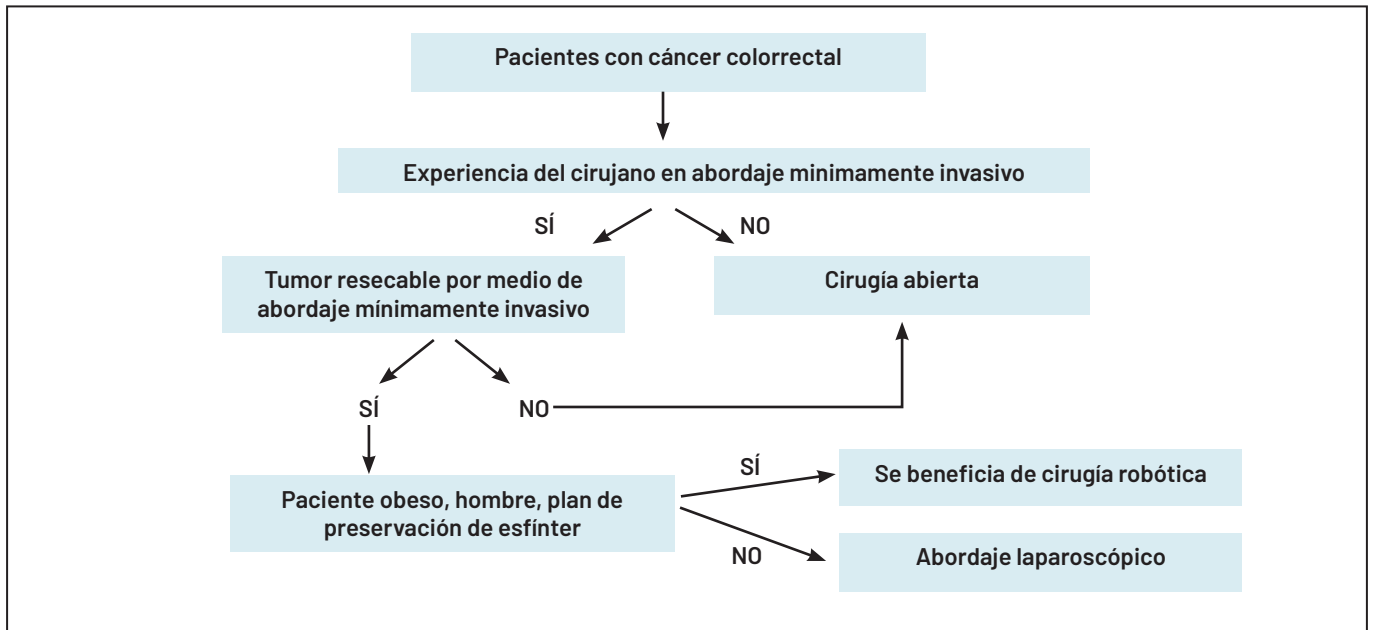 Pacientes con cáncer colorrectal
Experiencia del cirujano en abordaje minimamente invasivo
SÍ
NO
Tumor resecable por medio de
abordaje mínimamente invasivo
Cirugía abierta
SÍ
NO
Paciente obeso, hombre, plan de
preservación de esfínter
SÍ
Se beneficia de cirugía robótica
NO
Abordaje laparoscópico